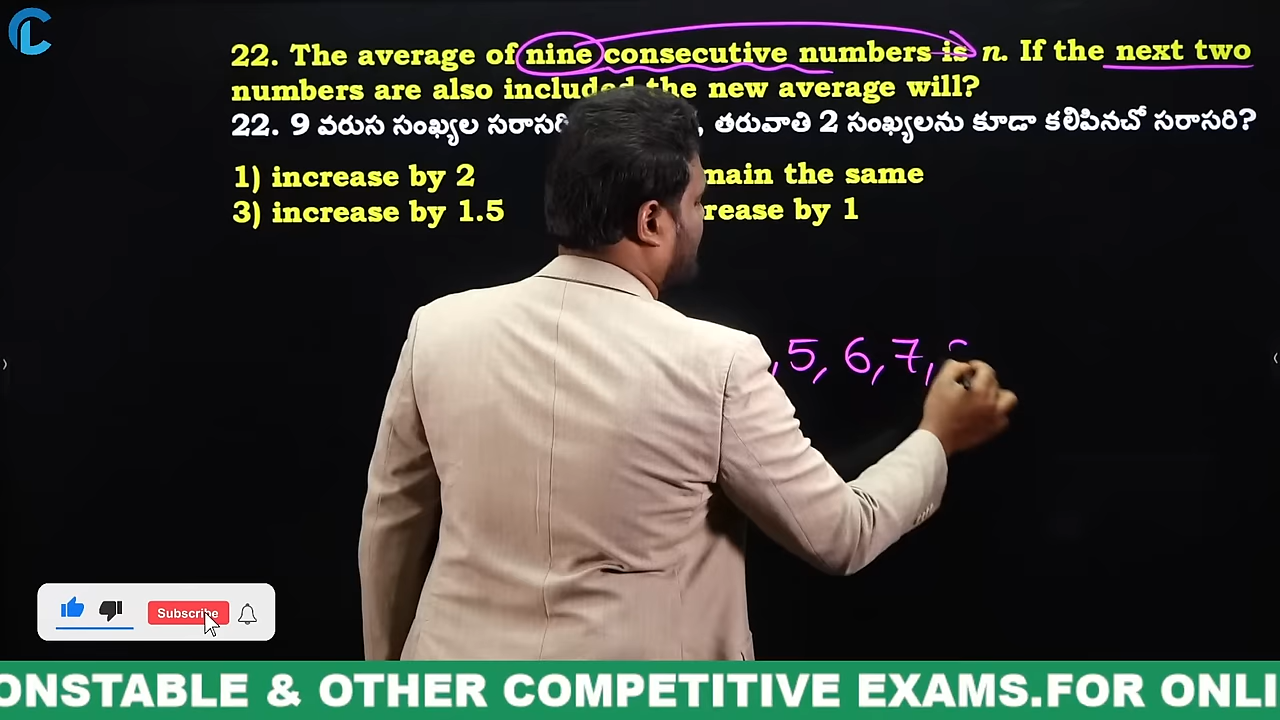 22. The average of nine consecutive numbers is n. If the next two
numbers are also included the new average will?
22. 9 వరుస సంఖ్యల సరాసరి , తరువాతి 2 సంఖ్యలను కూడా కలిపినచో సరాసరి?
1) increase by 2 main the same
3) increase by 1.5 rease by 1
,5, 6,7,
Subscribe
ONSTABLE & OTHER COMPETITIVE EXAMS.FOR ONLI